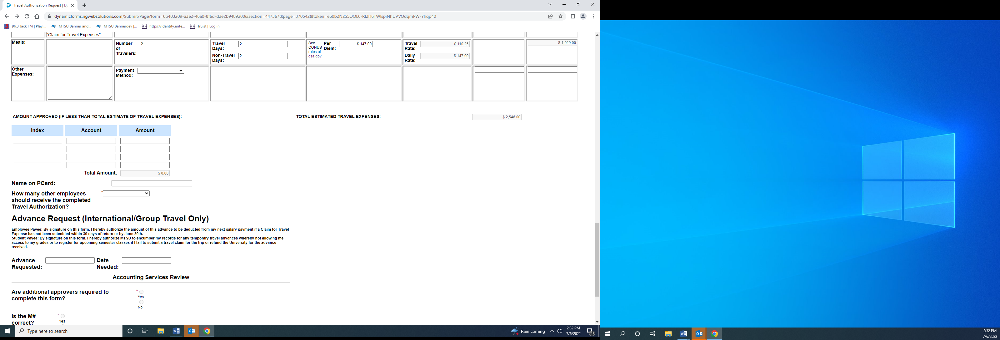 Travel Authorization Request | Dy
dynamicforms.ngwebsolutions.com/Submit/Page?form=6b403209-a3e2-46a0-8f6d-d2e2b9489200&section=447367&page=370542&token=e60b2N2S5OQL6-RI2H6TWIspiNhUVVOdqmPW-Yhqp40
96.3 Jack FM | Playi... MTSU Banner and... MTSU Bannerdev |... https://identity.ente... Truist | Log in
"Claim for Travel Expenses"
Meals:
Number of Travelers: 2
Travel Days: 2
Non-Travel Days: 2
See CONUS rates at gsa.gov
Per Diem: $ 147.00
Travel Rate: $ 110.25
Daily Rate: $ 147.00
$ 1,029.00
Other Expenses:
Payment Method:
AMOUNT APPROVED (IF LESS THAN TOTAL ESTIMATE OF TRAVEL EXPENSES):
TOTAL ESTIMATED TRAVEL EXPENSES: $ 2,546.00
Index Account Amount
Total Amount: $ 0.00
Name on PCard:
How many other employees
should receive the completed
Travel Authorization?
*
Advance Request (International/Group Travel Only)
Employee Payee: By signature on this form, I hereby authorize the amount of this advance to be deducted from my next salary payment if a Claim for Travel
Expense has not been submitted within 30 days of return or by June 30th.
Student Payee: By signature on this form, I hereby authorize MTSU to encumber my records for any temporary travel advances whereby not allowing me
access to my grades or to register for upcoming semester classes if I fail to submit a travel claim for the trip or refund the University for the advance
received.
Advance Requested:
Date Needed:
Accounting Services Review
Are additional approvers required to
complete this form?
*
Yes
No
Is the M#
correct?
*
Yes
Type here to search
Rain coming
2:32 PM
7/6/2022
21
2:32 PM
7/6/2022